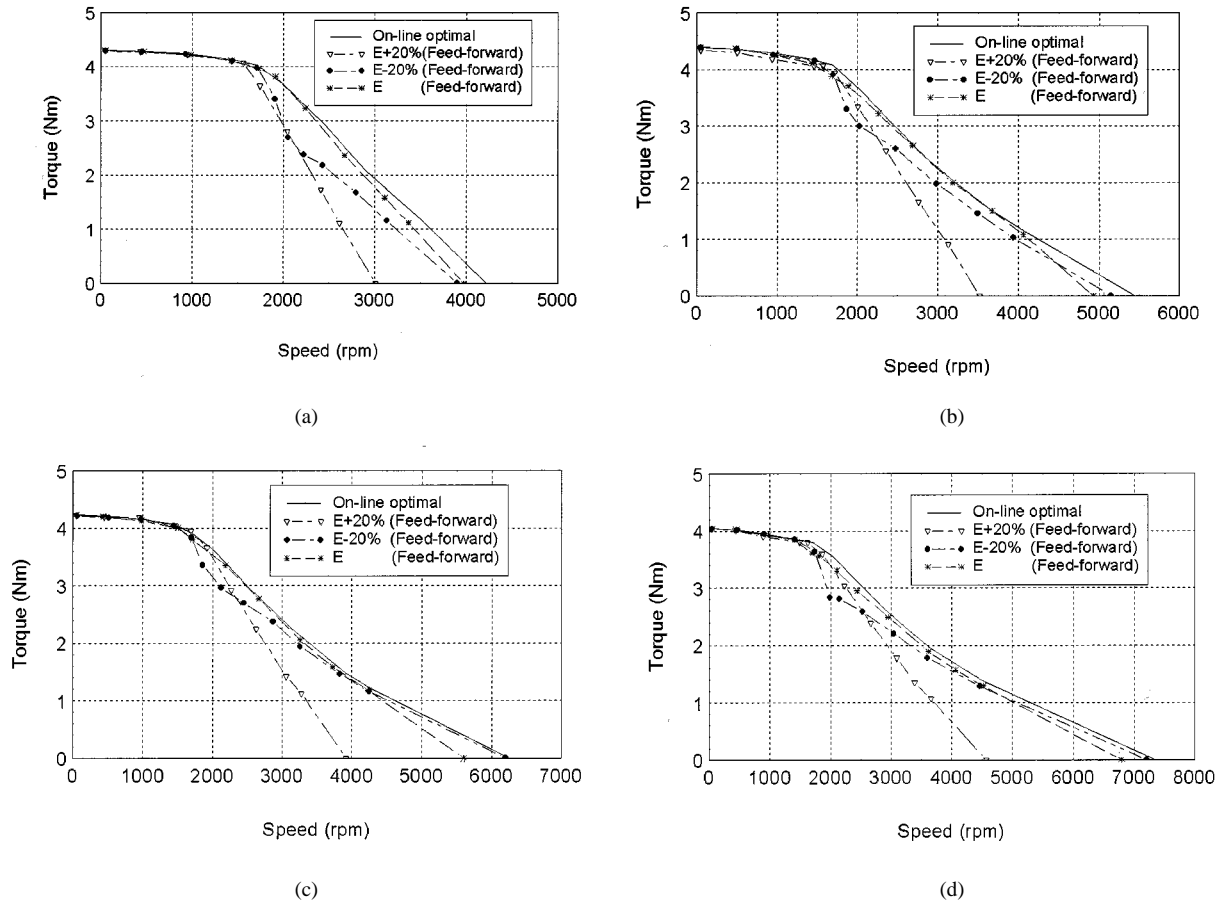 5
4
3
2
1
0
Torque (Nm)
On-line optimal
E+20%(Feed-forward)
E-20% (Feed-forward)
E (Feed-forward)
0 1000 2000 3000 4000 5000
Speed (rpm)
(a)
5
4
3
2
1
0
Torque (Nm)
On-line optimal
E+20% (Feed-forward)
E-20% (Feed-forward)
E (Feed-forward)
0 1000 2000 3000 4000 5000 6000
Speed (rpm)
(b)
5
4
3
2
1
0
Torque (Nm)
On-line optimal
E+20% (Feed-forward)
E-20% (Feed-forward)
E (Feed-forward)
0 1000 2000 3000 4000 5000 6000 7000
Speed (rpm)
(c)
5
4
3
2
1
0
Torque (Nm)
On-line optimal
E+20% (Feed-forward)
E-20% (Feed-forward)
E (Feed-forward)
0 1000 2000 3000 4000 5000 6000 7000 8000
Speed (rpm)
(d)